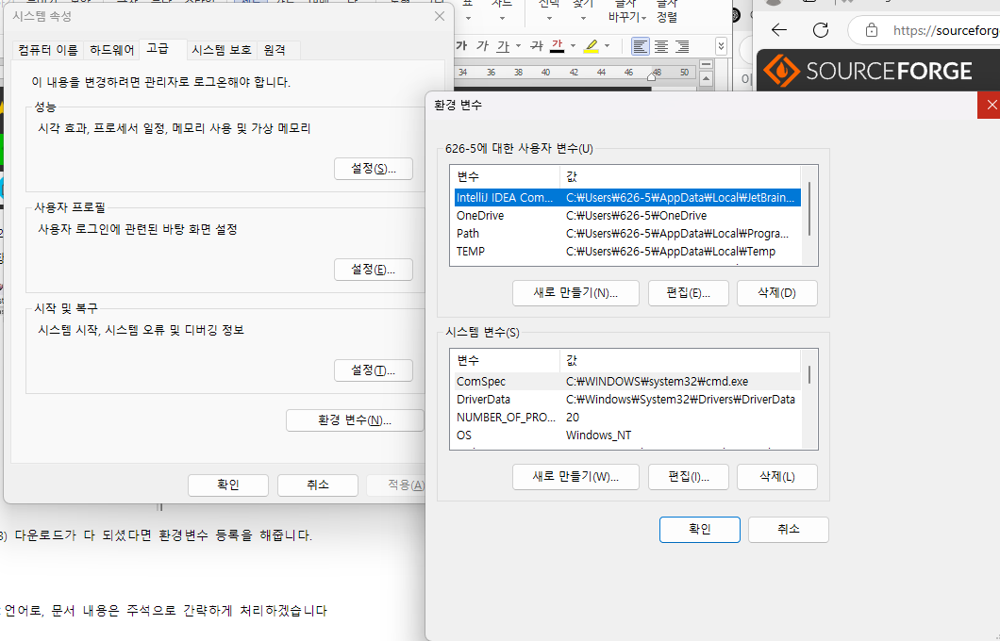 시스템 속성
컴퓨터 이름 하드웨어 고급 시스템 보호 원격
이 내용을 변경하려면 관리자로 로그온해야 합니다.
성능
시각 효과, 프로세서 일정, 메모리 사용 및 가상 메모리
설정(S)...
사용자 프로필
사용자 로그인에 관련된 바탕 화면 설정
설정(E)...
시작 및 복구
시스템 시작, 시스템 오류 및 디버깅 정보
설정(T)...
환경 변수(N)...
확인 취소 적용(A)
가 가 가 가 가
34 36 38 40 42 44 46 48 50
바꾸기 정렬
https://sourceforg
SOURCEFORGE
환경 변수
626-5에 대한 사용자 변수(U)
변수 값
IntelliJ IDEA Com... C:₩Users₩626-5₩AppData₩Local₩JetBrain...
OneDrive C:₩Users₩626-5₩OneDrive
Path C:₩Users₩626-5₩AppData₩Local₩Progra...
TEMP C:₩Users₩626-5₩AppData₩Local₩Temp
새로 만들기(N)... 편집(E)... 삭제(D)
시스템 변수(S)
변수 값
ComSpec C:₩WINDOWS₩system32₩cmd.exe
DriverData C:₩Windows₩System32₩Drivers₩DriverData
NUMBER_OF_PRO... 20
OS Windows_NT
새로 만들기(W)... 편집(I)... 삭제(L)
확인 취소
3) 다운로드가 다 되셨다면 환경변수 등록을 해줍니다.
언어로, 문서 내용은 주석으로 간략하게 처리하겠습니다